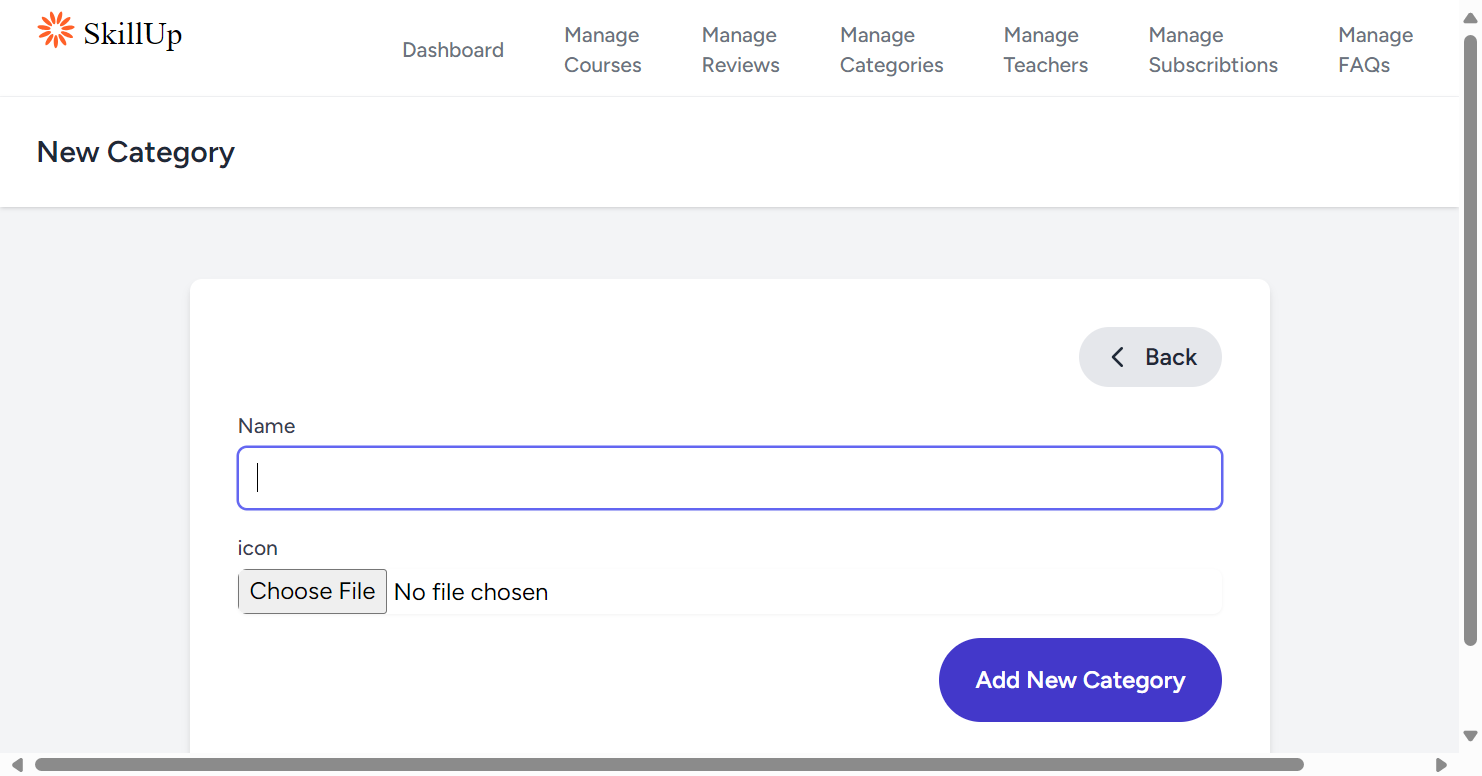 SkillUp
Dashboard
Manage Courses
Manage Reviews
Manage Categories
Manage Teachers
Manage Subscribtions
Manage FAQs
New Category
Back
Name
icon
Choose File No file chosen
Add New Category